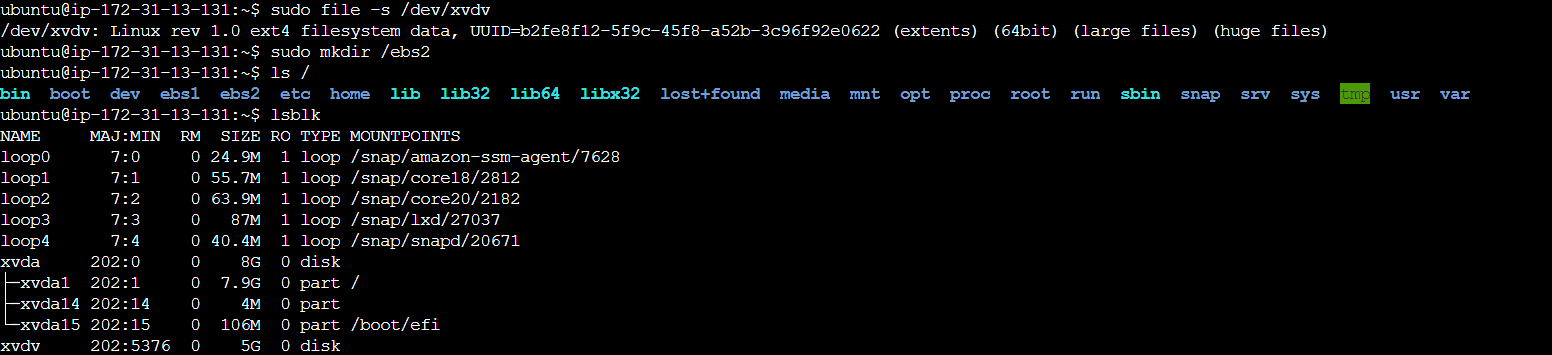 ubuntu@ip-172-31-13-131:~$ sudo file -s /dev/xvdv
/dev/xvdv: Linux rev 1.0 ext4 filesystem data, UUID=b2fe8f12-5f9c-45f8-a52b-3c96f92e0622 (extents) (64bit) (large files) (huge files)
ubuntu@ip-172-31-13-131:~$ sudo mkdir /ebs2
ubuntu@ip-172-31-13-131:~$ ls /
bin  boot  dev  ebs1  ebs2  etc  home  lib  lib32  lib64  libx32  lost+found  media  mnt  opt  proc  root  run  sbin  snap  srv  sys  tmp  usr  var
ubuntu@ip-172-31-13-131:~$ lsblk
NAME     MAJ:MIN  RM  SIZE RO TYPE MOUNTPOINTS
loop0      7:0     0 24.9M  1 loop /snap/amazon-ssm-agent/7628
loop1      7:1     0 55.7M  1 loop /snap/core18/2812
loop2      7:2     0 63.9M  1 loop /snap/core20/2182
loop3      7:3     0   87M  1 loop /snap/lxd/27037
loop4      7:4     0 40.4M  1 loop /snap/snapd/20671
xvda     202:0     0    8G  0 disk
├─xvda1  202:1     0  7.9G  0 part /
├─xvda14 202:14    0    4M  0 part
└─xvda15 202:15    0  106M  0 part /boot/efi
xvdv     202:5376  0    5G  0 disk